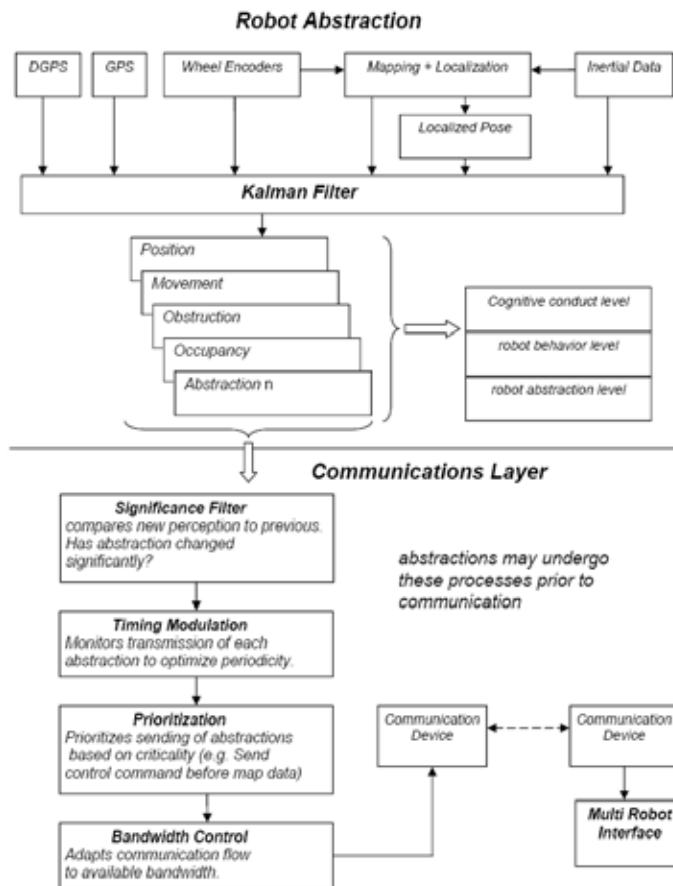 Robot Abstraction
DGPS
GPS
Wheel Encoders
Mapping + Localization
Inertial Data
Localized Pose
Kalman Filter
Position
Movement
Obstruction
Occupancy
Abstraction n
Cognitive conduct level
robot behavior level
robot abstraction level
Communications Layer
Significance Filter
compares new perception to previous.
Has abstraction changed
significantly?
abstractions may undergo
these processes prior to
communication
Timing Modulation
Monitors transmission of each
abstraction to optimize periodicity.
Prioritization
Prioritizes sending of abstractions
based on criticality (e.g. Send
control command before map data)
Communication
Device
Communication
Device
Multi Robot
Interface
Bandwidth Control
Adapts communication flow
to available bandwidth.